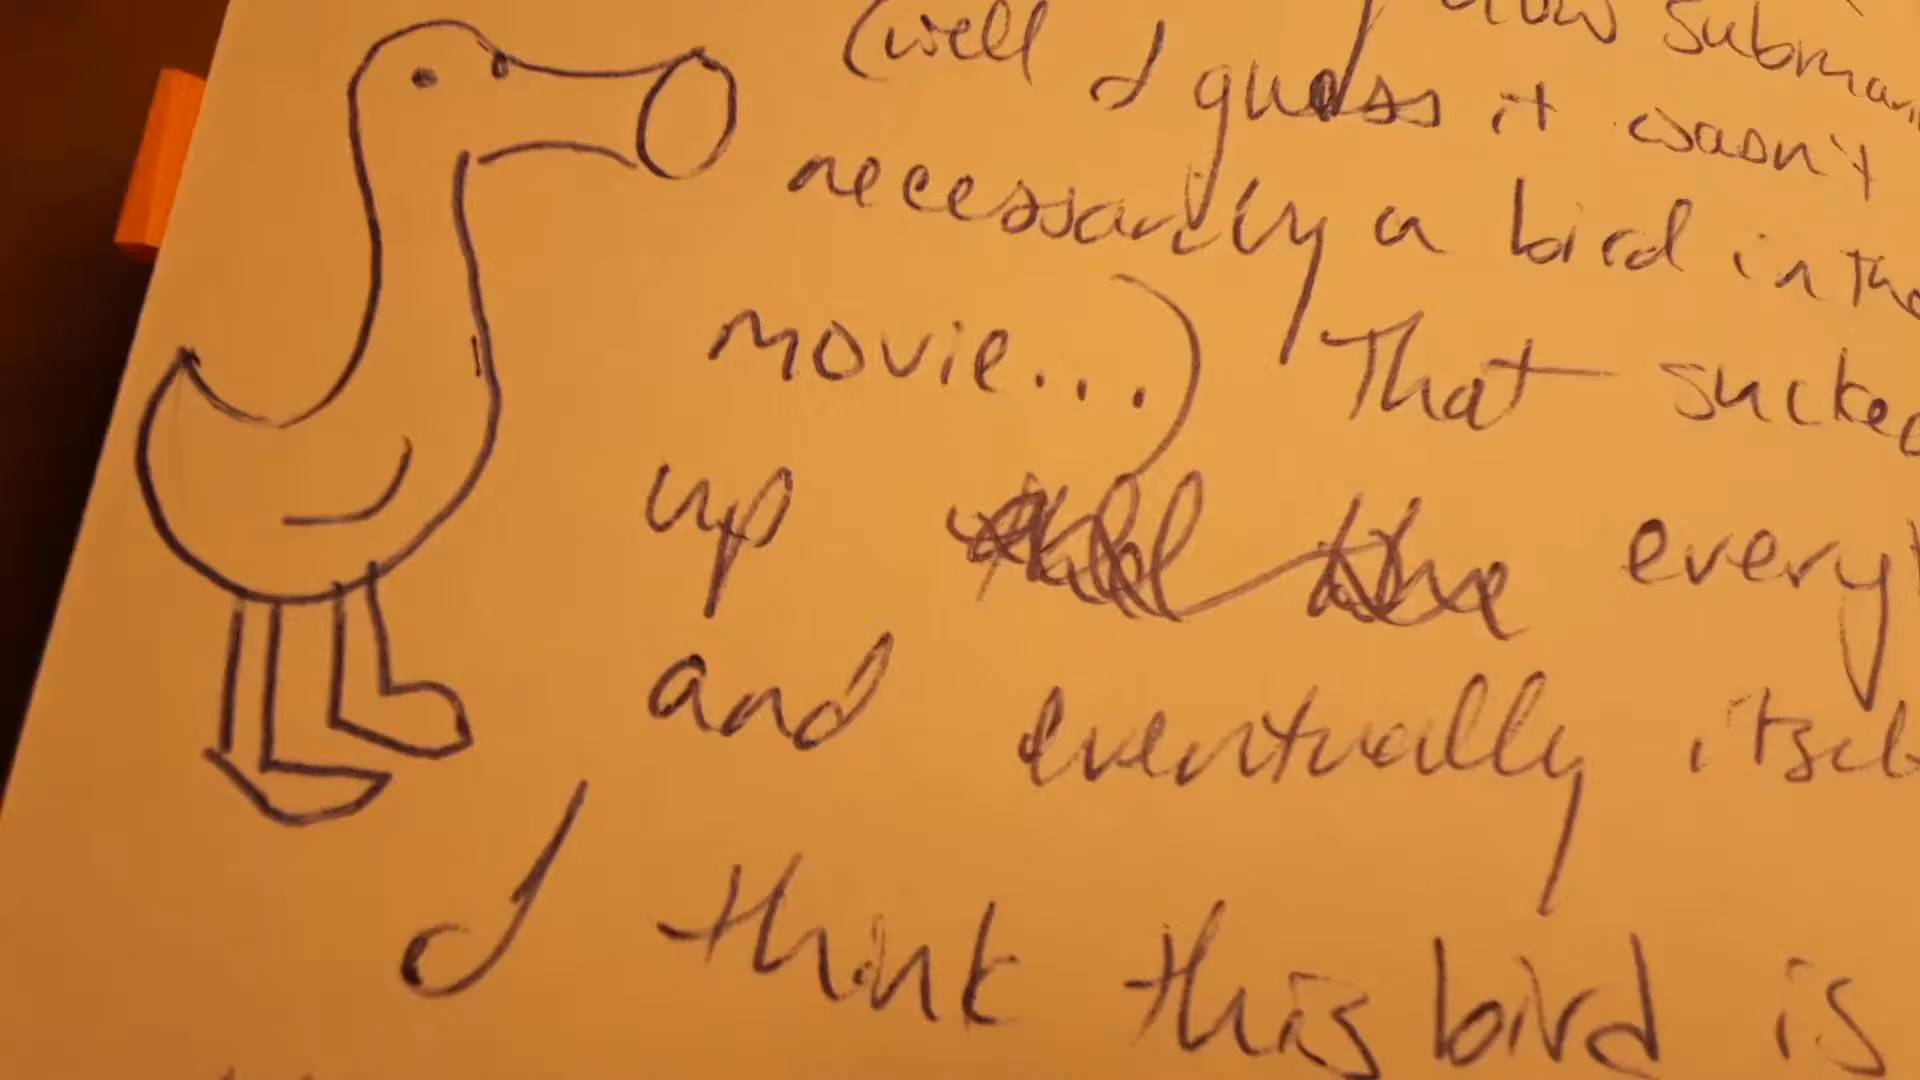 submar
(well I guess it wasn't
necessarily a bird in the
movie...) That sucked
up every
and eventually itself
I think this bird is